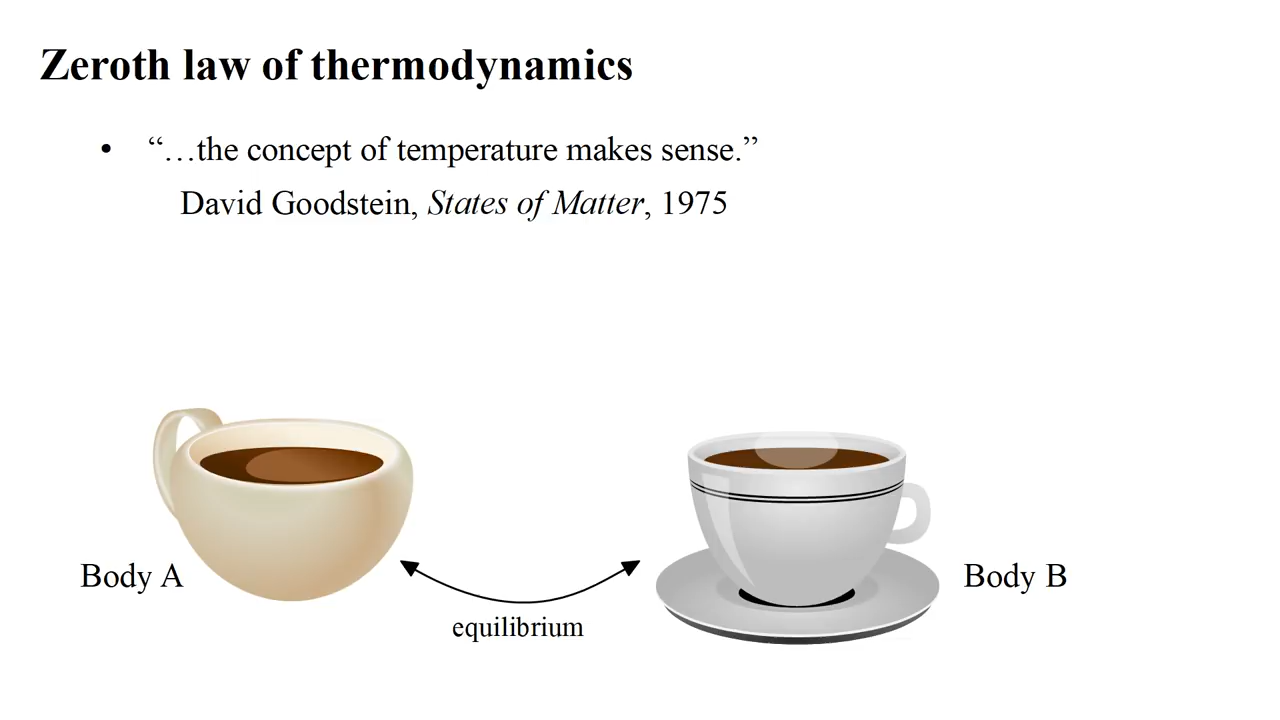 Zeroth law of thermodynamics
• “…the concept of temperature makes sense.”
David Goodstein, States of Matter, 1975
Body A
equilibrium
Body B